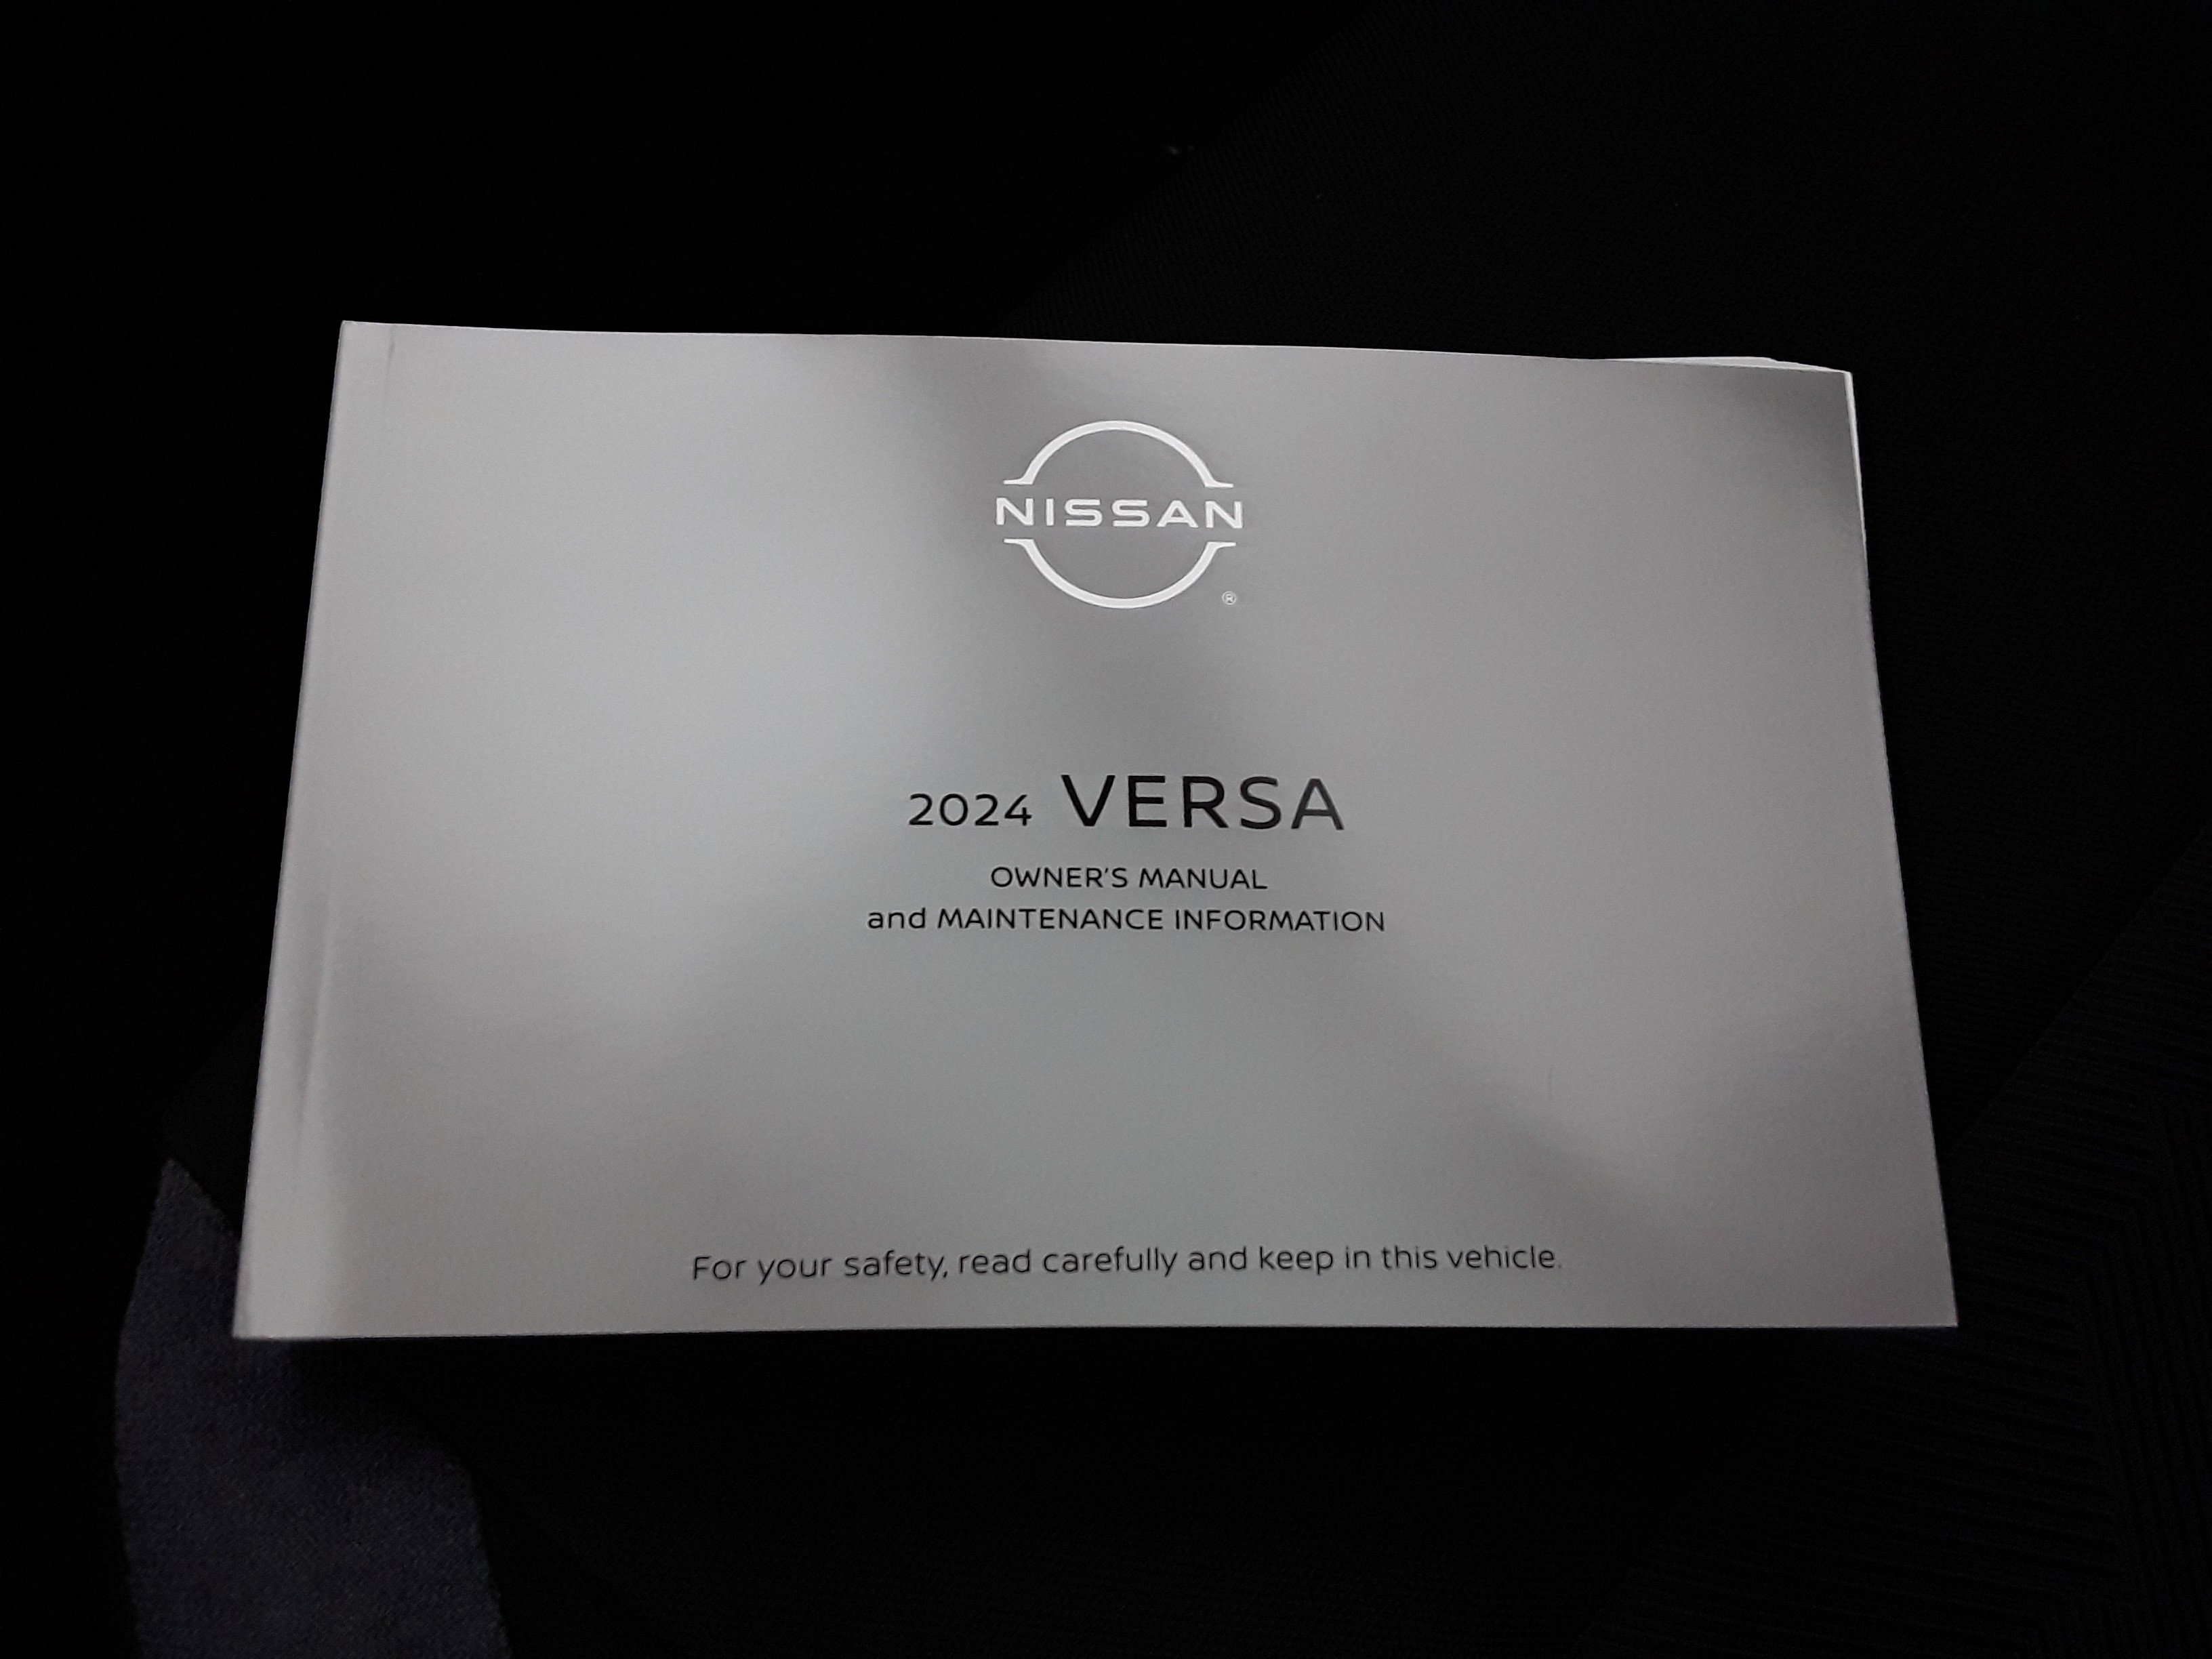 NISSAN
®
2024 VERSA
OWNER'S MANUAL
and MAINTENANCE INFORMATION
For your safety, read carefully and keep in this vehicle.